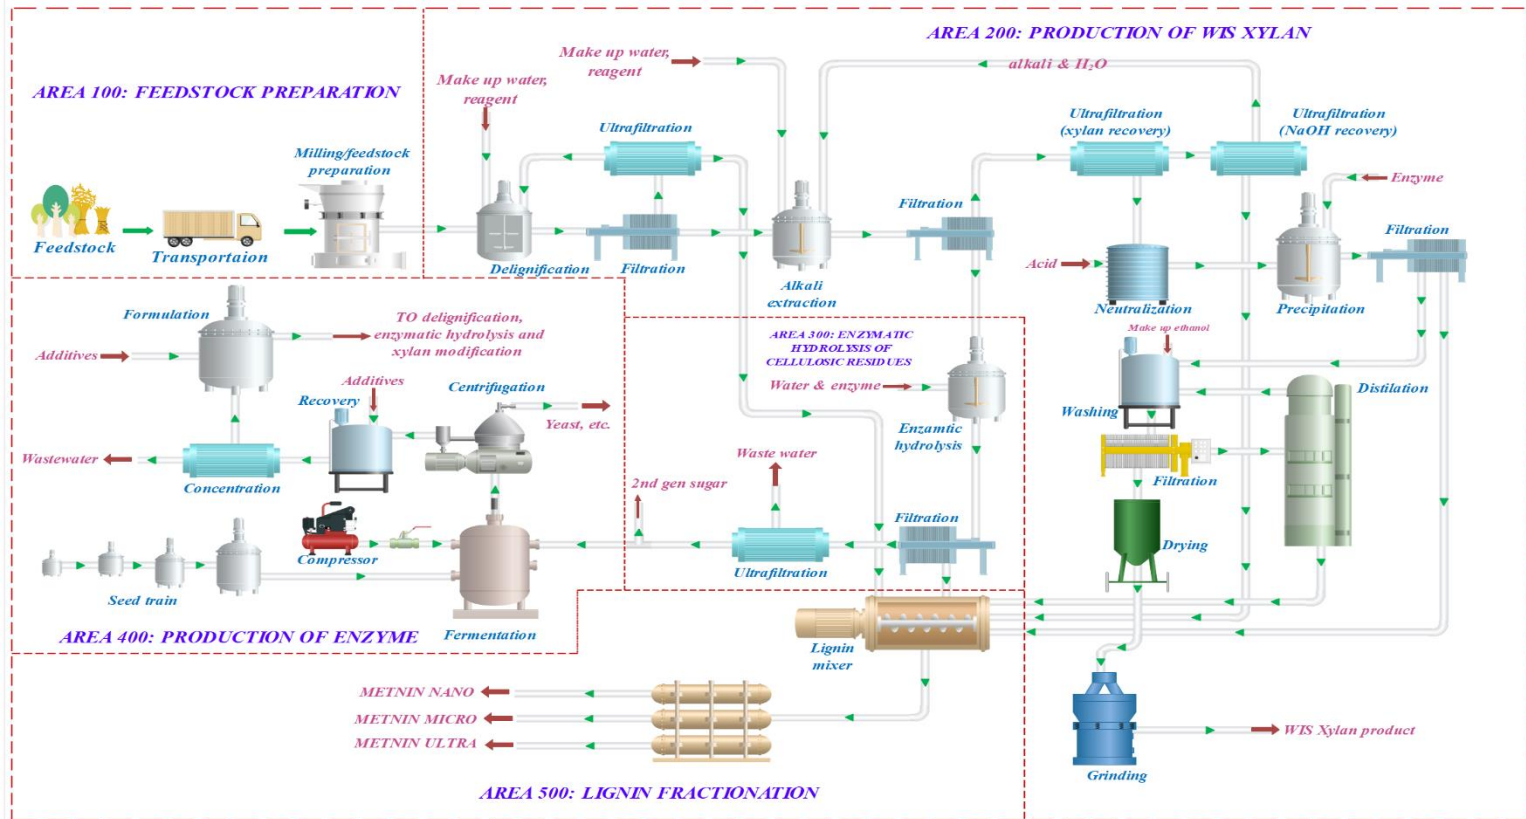 AREA 200: PRODUCTION OF WIS XYLAN
Make up water,
reagent
alkali & H₂O
Make up water,
reagent
AREA 100: FEEDSTOCK PREPARATION
Ultrafiltration
(xylan recovery)
Ultrafiltration
(NaOH recovery)
Ultrafiltration
Milling/feedstock
preparation
Enzyme
Filtration
Filtration
Feedstock
Transportaion
Delignification
Filtration
Alkali
extraction
Acid
Neutralization
Precipitation
Formulation
TO delignification,
enzymatic hydrolysis and
xylan modification
Additives
AREA 300: ENZYMATIC
HYDROLYSIS OF
CELLULOSIC RESIDUES
Make up ethanol
Additives
Centrifugation
Water & enzyme
Distilation
Recovery
Yeast, etc.
Washing
Enzamtic
hydrolysis
Wastewater
Concentration
Waste water
2nd gen sugar
Filtration
Filtration
Compressor
Ultrafiltration
Drying
Seed train
AREA 400: PRODUCTION OF ENZYME
Fermentation
Lignin
mixer
METNIN NANO
METNIN MICRO
METNIN ULTRA
WIS Xylan product
Grinding
AREA 500: LIGNIN FRACTIONATION